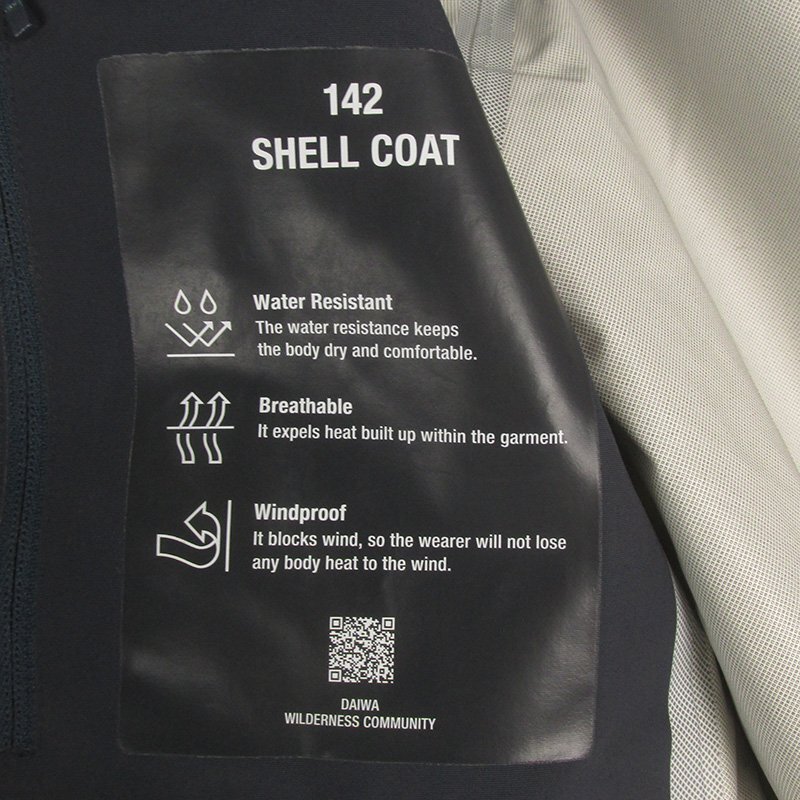 142
SHELL COAT
Water Resistant
The water resistance keeps
the body dry and comfortable.
Breathable
It expels heat built up within the garment.
Windproof
It blocks wind, so the wearer will not lose
any body heat to the wind.
DAIWA
WILDERNESS COMMUNITY